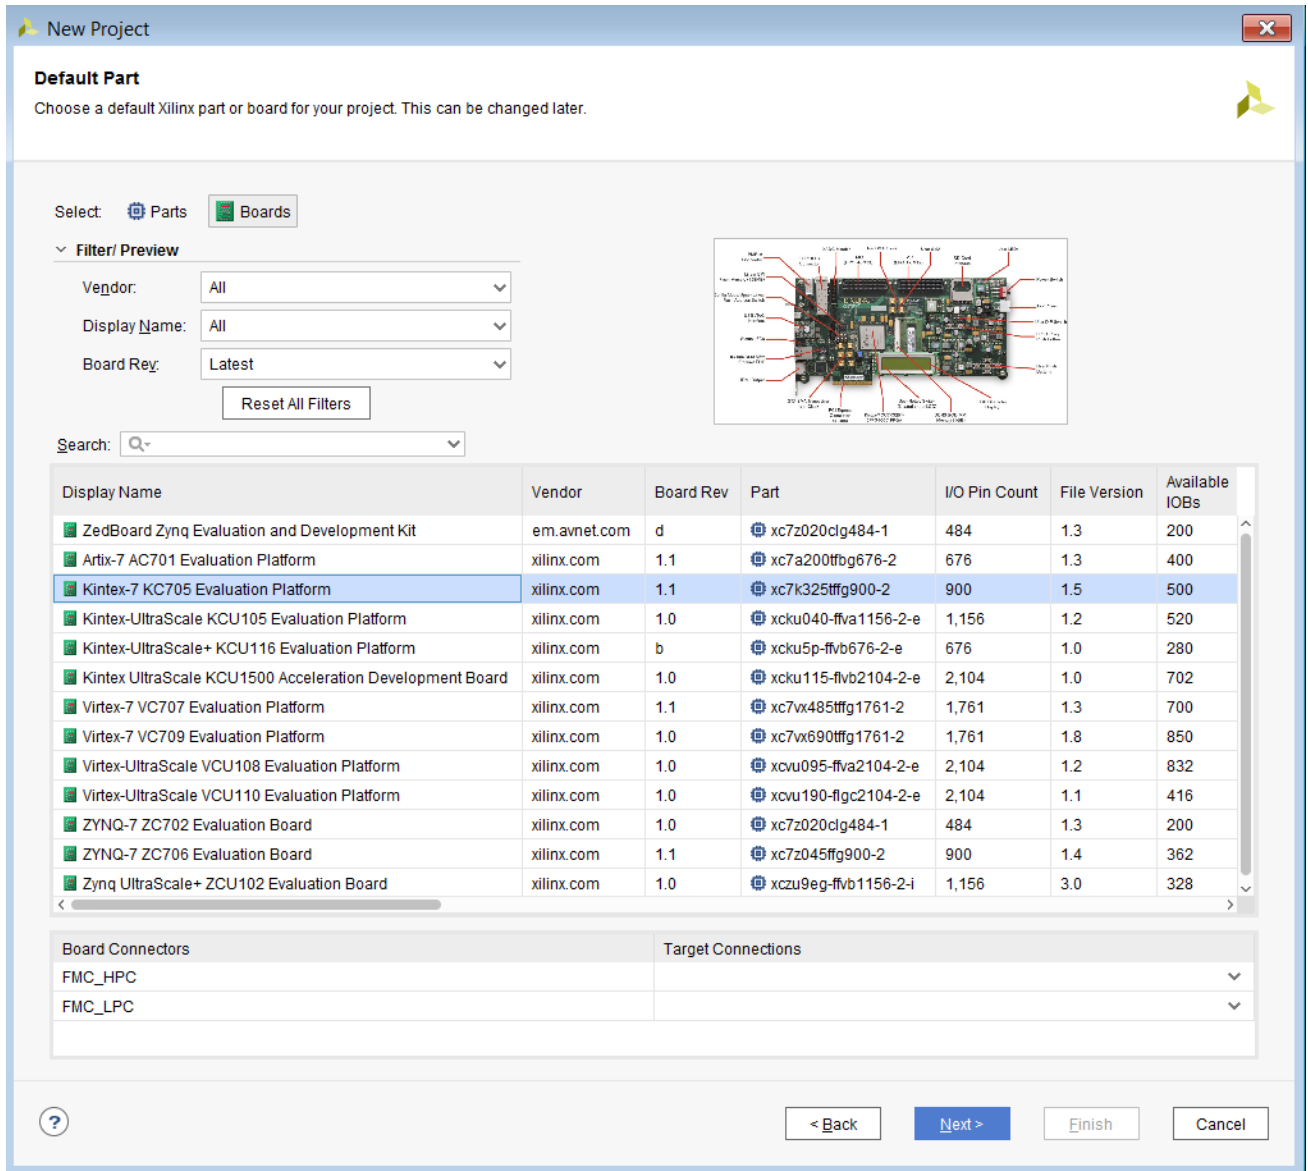 New Project
Default Part
Choose a default Xilinx part or board for your project. This can be changed later.
Select: Parts Boards
Filter/ Preview
Vendor: All
Display Name: All
Board Rev: Latest
Reset All Filters
Search:
Display Name Vendor Board Rev Part I/O Pin Count File Version Available IOBs
ZedBoard Zynq Evaluation and Development Kit em.avnet.com d xc7z020clg484-1 484 1.3 200
Artix-7 AC701 Evaluation Platform xilinx.com 1.1 xc7a200tfbg676-2 676 1.3 400
Kintex-7 KC705 Evaluation Platform xilinx.com 1.1 xc7k325tffg900-2 900 1.5 500
Kintex-UltraScale KCU105 Evaluation Platform xilinx.com 1.0 xcku040-ffva1156-2-e 1,156 1.2 520
Kintex-UltraScale+ KCU116 Evaluation Platform xilinx.com b xcku5p-ffvb676-2-e 676 1.0 280
Kintex UltraScale KCU1500 Acceleration Development Board xilinx.com 1.0 xcku115-flvb2104-2-e 2,104 1.0 702
Virtex-7 VC707 Evaluation Platform xilinx.com 1.1 xc7vx485tffg1761-2 1,761 1.3 700
Virtex-7 VC709 Evaluation Platform xilinx.com 1.0 xc7vx690tffg1761-2 1,761 1.8 850
Virtex-UltraScale VCU108 Evaluation Platform xilinx.com 1.0 xcvu095-ffva2104-2-e 2,104 1.2 832
Virtex-UltraScale VCU110 Evaluation Platform xilinx.com 1.0 xcvu190-flgc2104-2-e 2,104 1.1 416
ZYNQ-7 ZC702 Evaluation Board xilinx.com 1.0 xc7z020clg484-1 484 1.3 200
ZYNQ-7 ZC706 Evaluation Board xilinx.com 1.1 xc7z045ffg900-2 900 1.4 362
Zynq UltraScale+ ZCU102 Evaluation Board xilinx.com 1.0 xczu9eg-ffvb1156-2-i 1,156 3.0 328
Board Connectors Target Connections
FMC_HPC
FMC_LPC
? < Back Next > Finish Cancel